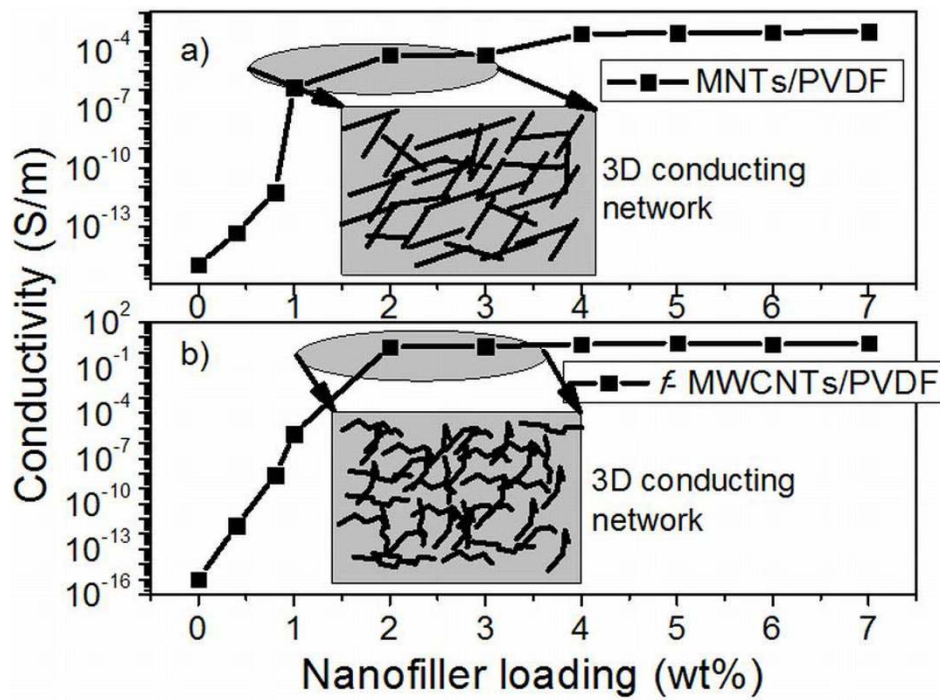 a)
10-4
10-7
10-10
10-13
MNTs/PVDF
3D conducting
network
0 1 2 3 4 5 6 7
Conductivity (S/m)
b)
102
10-1
10-4
10-7
10-10
10-13
10-16
f- MWCNTs/PVDF
3D conducting
network
0 1 2 3 4 5 6 7
Nanofiller loading (wt%)